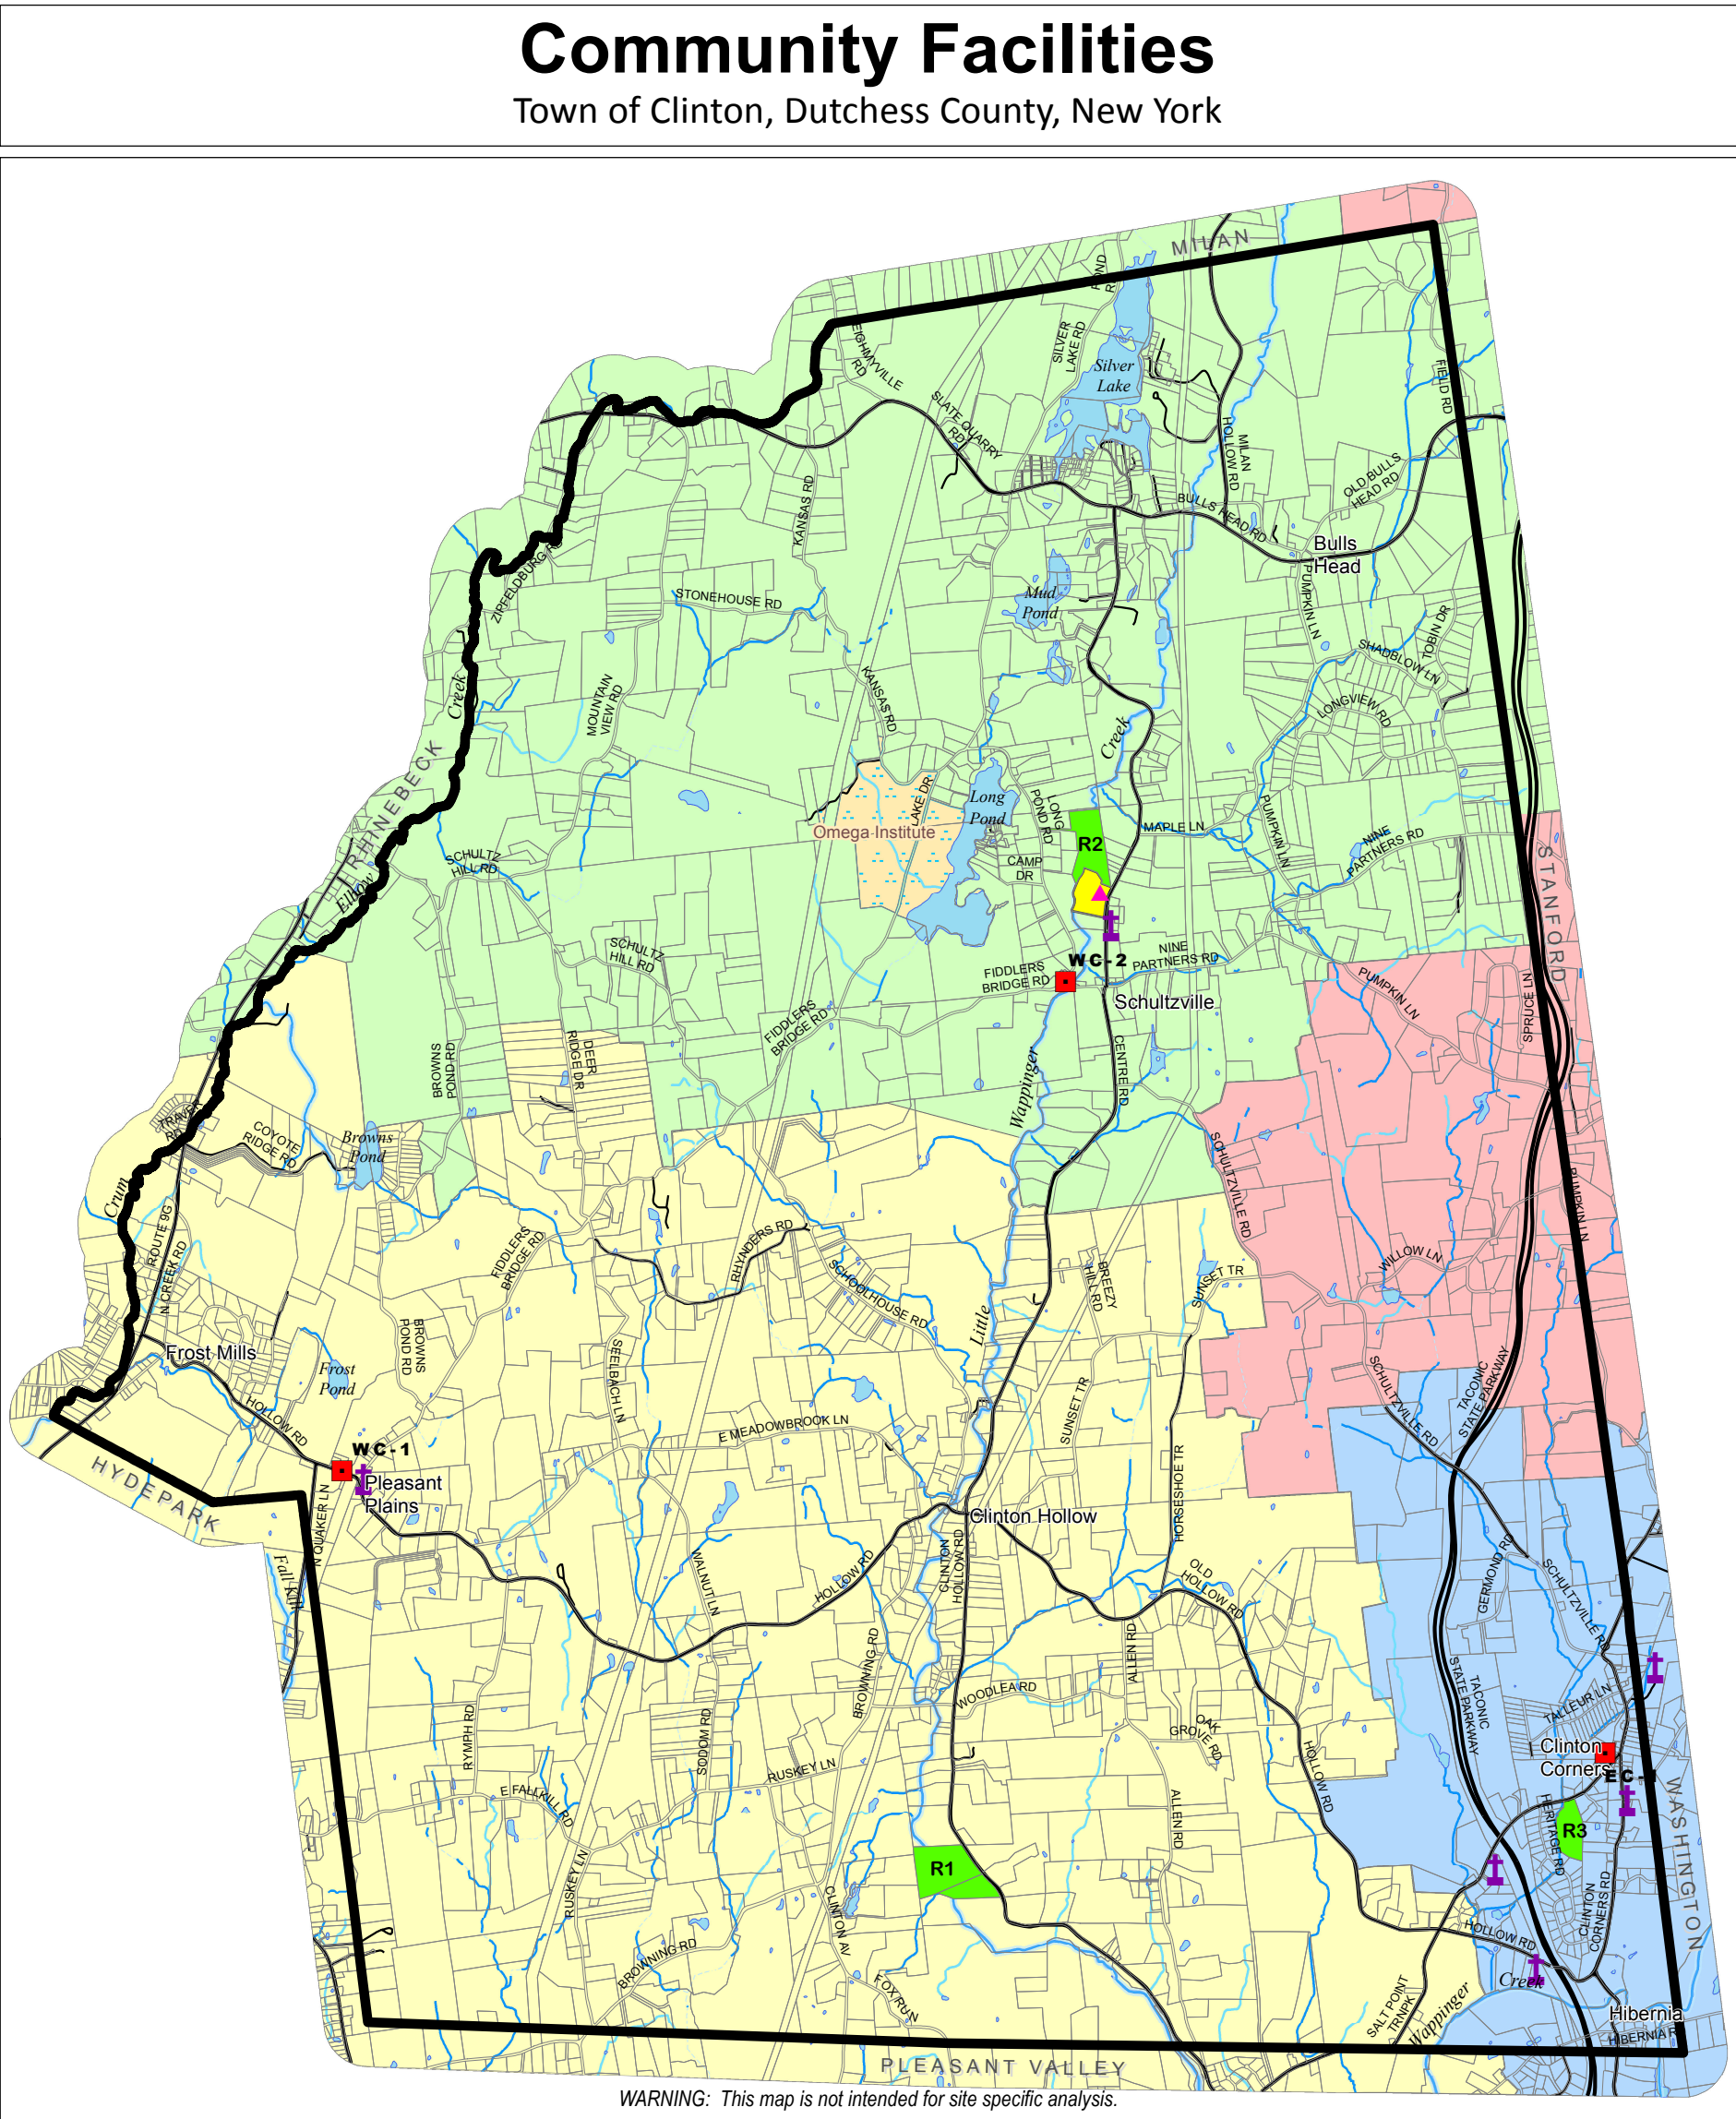 Community Facilities
Town of Clinton, Dutchess County, New York
MILAN
POND
EIGHMYVILLE
RD
SILVER
LAKE RD
Silver
Lake
FIELD RD
SLATE QUARRY
RD
MILAN
HOLLOW RD
OLD BULLS
HEAD RD
KANSAS RD
BULLS HEAD RD
Bulls
Head
ZIPFELDBURG R
STONEHOUSE RD
Mud
Pond
PUMPKIN LN
TOBIN DR
SHADBLOW LN
Creek
MOUNTAIN
VIEW RD
KANSAS RD
LONGVIEW RD
Creek
RHINEBECK
LAKE DR
Long
Pond
LONG
POND RD
Omega Institute
R2
MAPLE LN
PUMPKIN LN
NINE
PARTNERS RD
STANFORD
SCHULTZ
HILL RD
CAMP
DR
Elbow
SCHULTZ
HILL RD
WC-2
NINE
PARTNERS RD
FIDDLERS
BRIDGE RD
PUMPKIN LN
SPRUCE LN
Schultzville
FIDDLERS
BRIDGE RD
BROWNS
POND RD
DEER
RIDGE DR
Wappinger
CENTRE RD
TRAVER
RD
COYOTE
RIDGE RD
Browns
Pond
SCHULTZVILLE RD
Crum
PUMPKIN LN
ROUTE 9G
N CREEK RD
FIDDLERS
BRIDGE RD
RHYNDERS RD
SCHOOLHOUSE RD
BREEZY
HILL RD
SUNSET TR
WILLOW LN
Little
Frost Mills
Frost
Pond
BROWNS
POND RD
SEELBACH LN
SUNSET TR
SCHULTZVILLE RD
TACONIC
STATE PARKWAY
HOLLOW RD
E MEADOWBROOK LN
WC-1
Pleasant
Plains
HYDEPARK
N QUAKER LN
HORSESHOE TR
Clinton Hollow
Fall Kill
WALNUT LN
HOLLOW RD
CLINTON
HOLLOW RD
OLD
HOLLOW RD
GERMOND RD
SCHULTZVILLE RD
BROWNING RD
ALLEN RD
WOODLEA RD
TACONIC
STATE PARKWAY
TALLEUR LN
RYMPH RD
SODOM RD
OAK
GROVE RD
HOLLOW RD
Clinton
Corners
RUSKEY LN
E FALLKILL RD
ALLEN RD
HERITAGE RD
R3
WASHINGTON
R1
RUSKEY LN
CLINTON AV
CLINTON
CORNERS RD
BROWNING RD
FOX RUN
HOLLOW RD
Creek
SALT POINT
TRNPK
Wappinger
Hibernia
HIBERNIA R
PLEASANT VALLEY
WARNING: This map is not intended for site specific analysis.